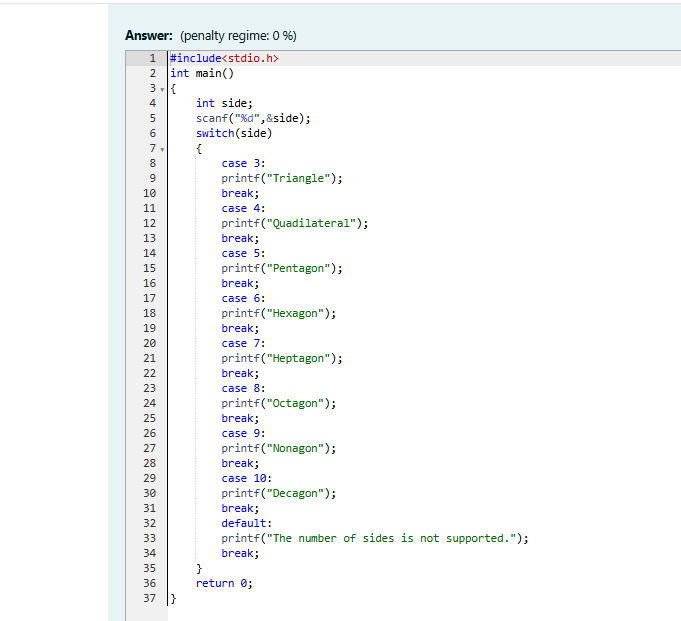 Answer: (penalty regime: 0 %)
1 #include<stdio.h>
2 int main()
3 {
4     int side;
5     scanf("%d",&side);
6     switch(side)
7     {
8         case 3:
9         printf("Triangle");
10         break;
11         case 4:
12         printf("Quadilateral");
13         break;
14         case 5:
15         printf("Pentagon");
16         break;
17         case 6:
18         printf("Hexagon");
19         break;
20         case 7:
21         printf("Heptagon");
22         break;
23         case 8:
24         printf("Octagon");
25         break;
26         case 9:
27         printf("Nonagon");
28         break;
29         case 10:
30         printf("Decagon");
31         break;
32         default:
33         printf("The number of sides is not supported.");
34         break;
35     }
36     return 0;
37 }